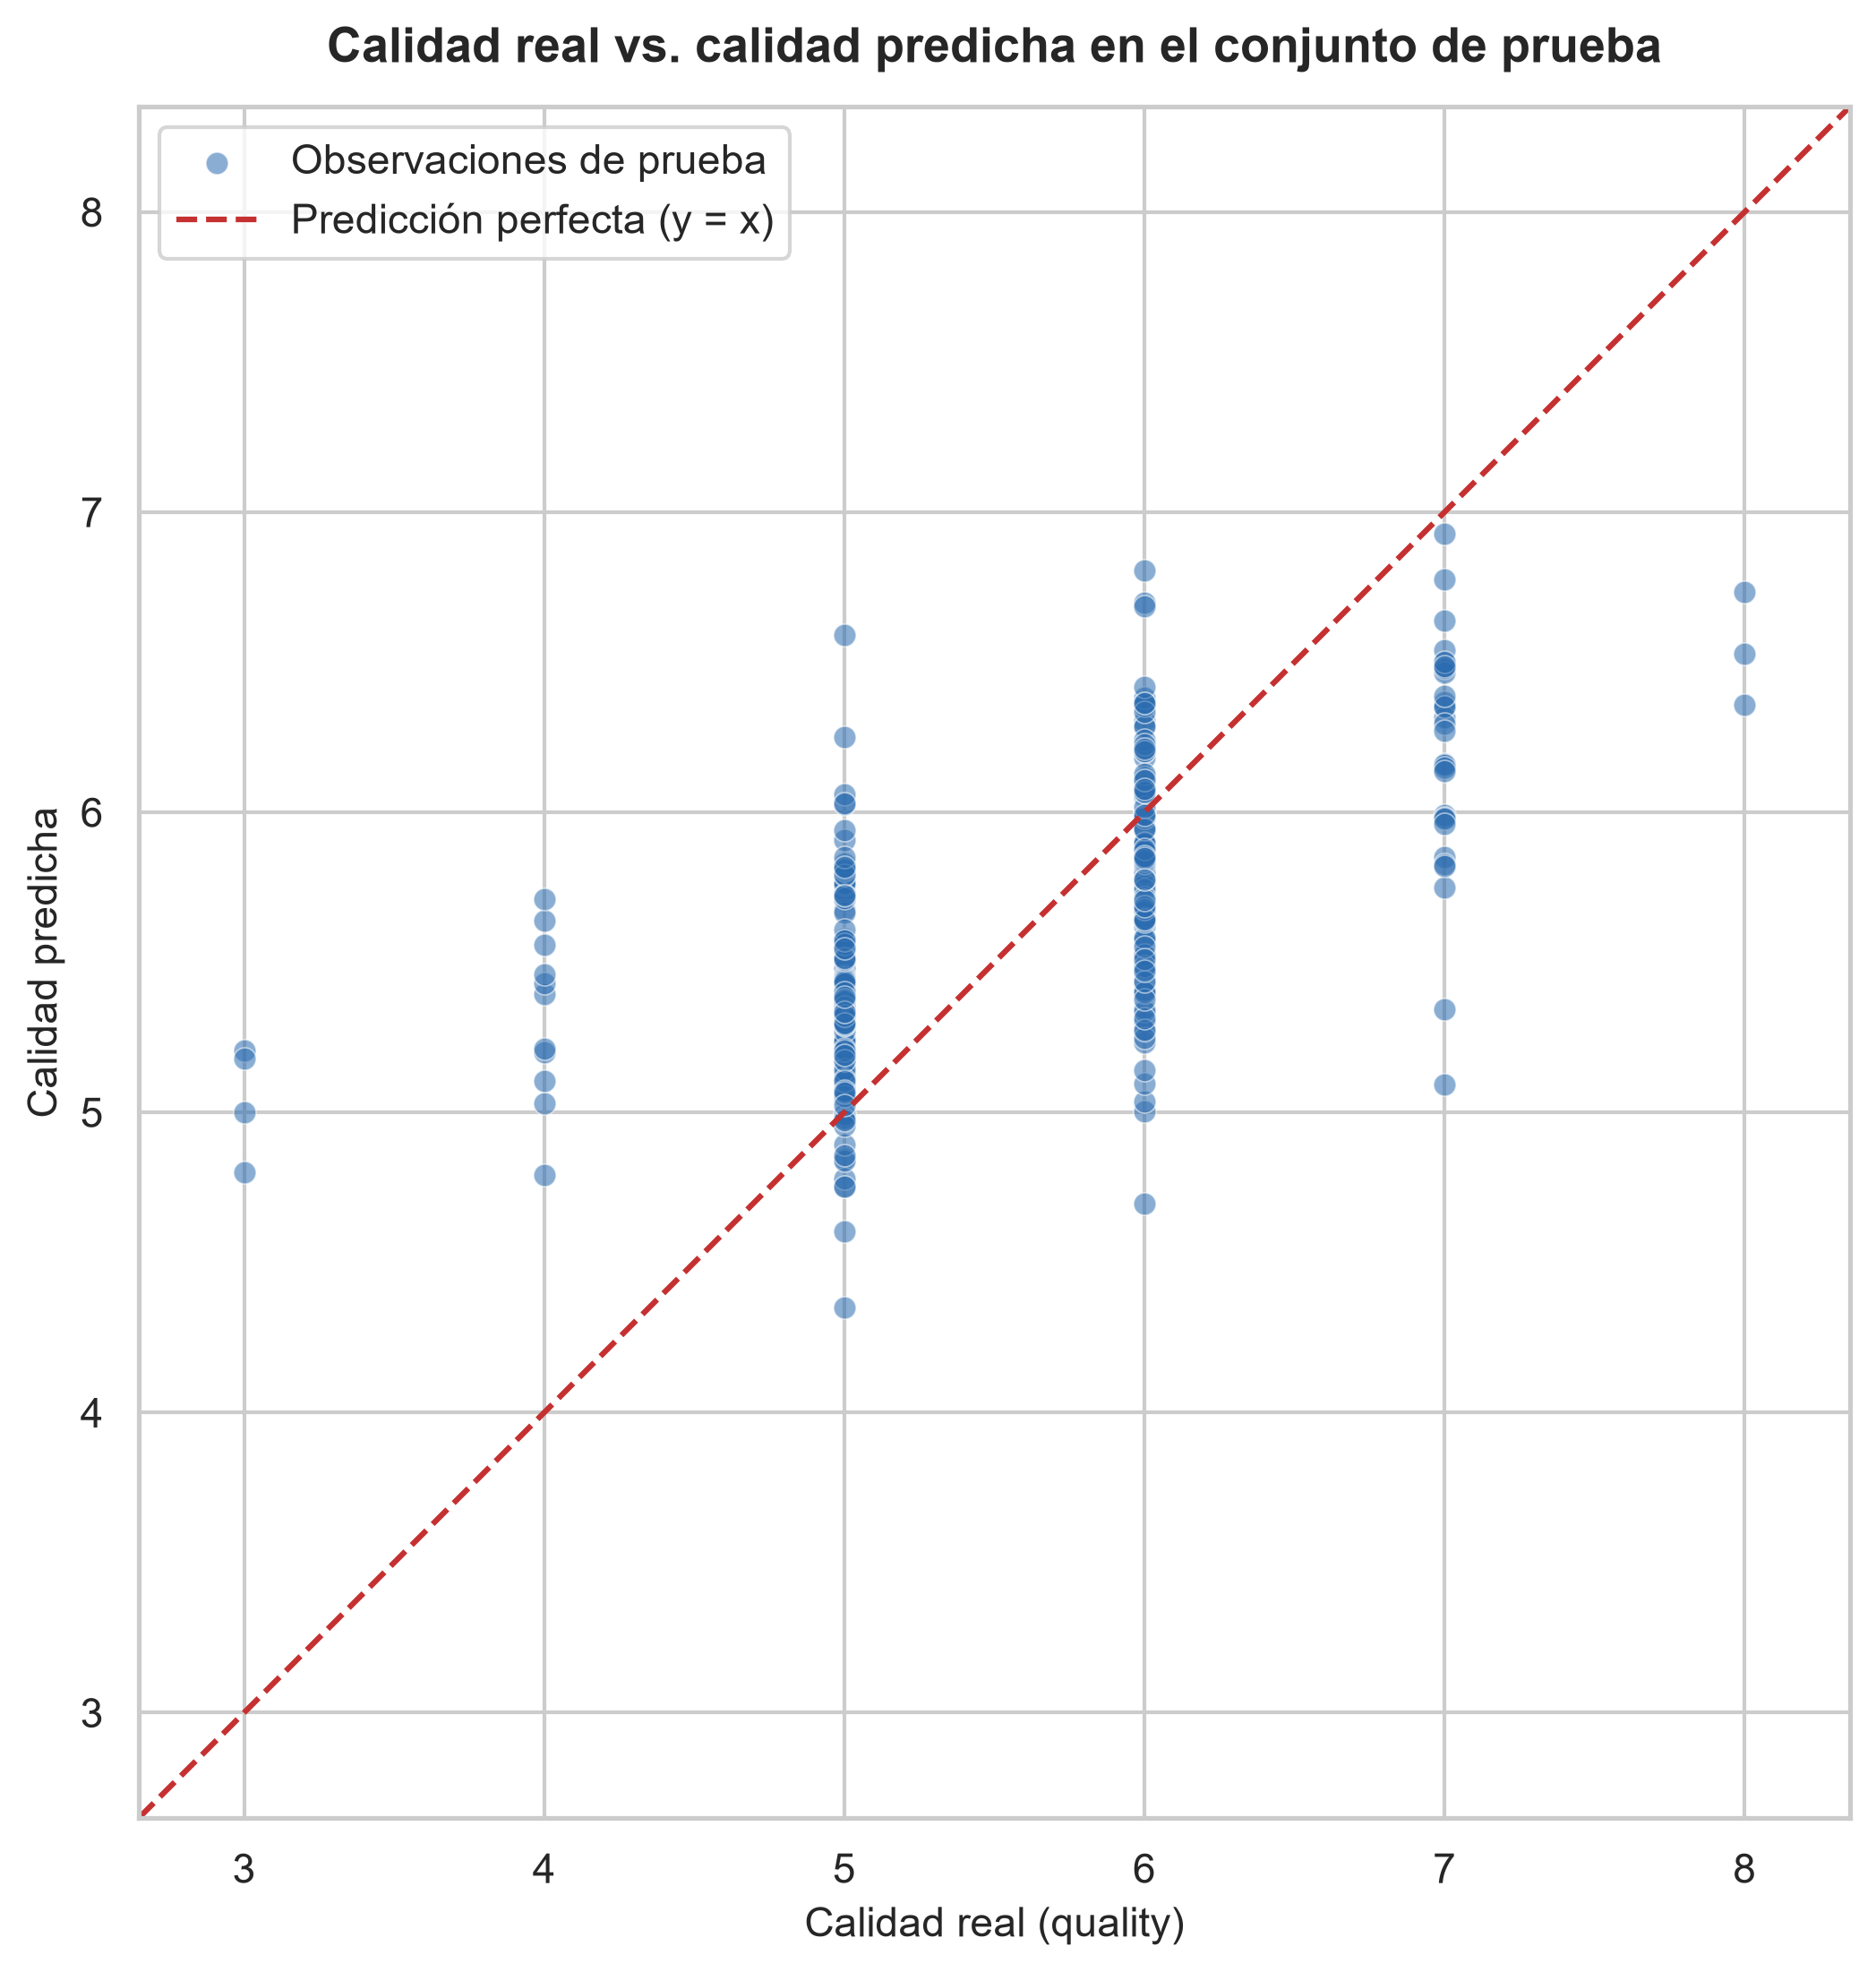 Calidad real vs. calidad predicha en el conjunto de prueba
Observaciones de prueba
Predicción perfecta (y = x)
8
7
6
5
4
3
Calidad predicha
3 4 5 6 7 8
Calidad real (quality)